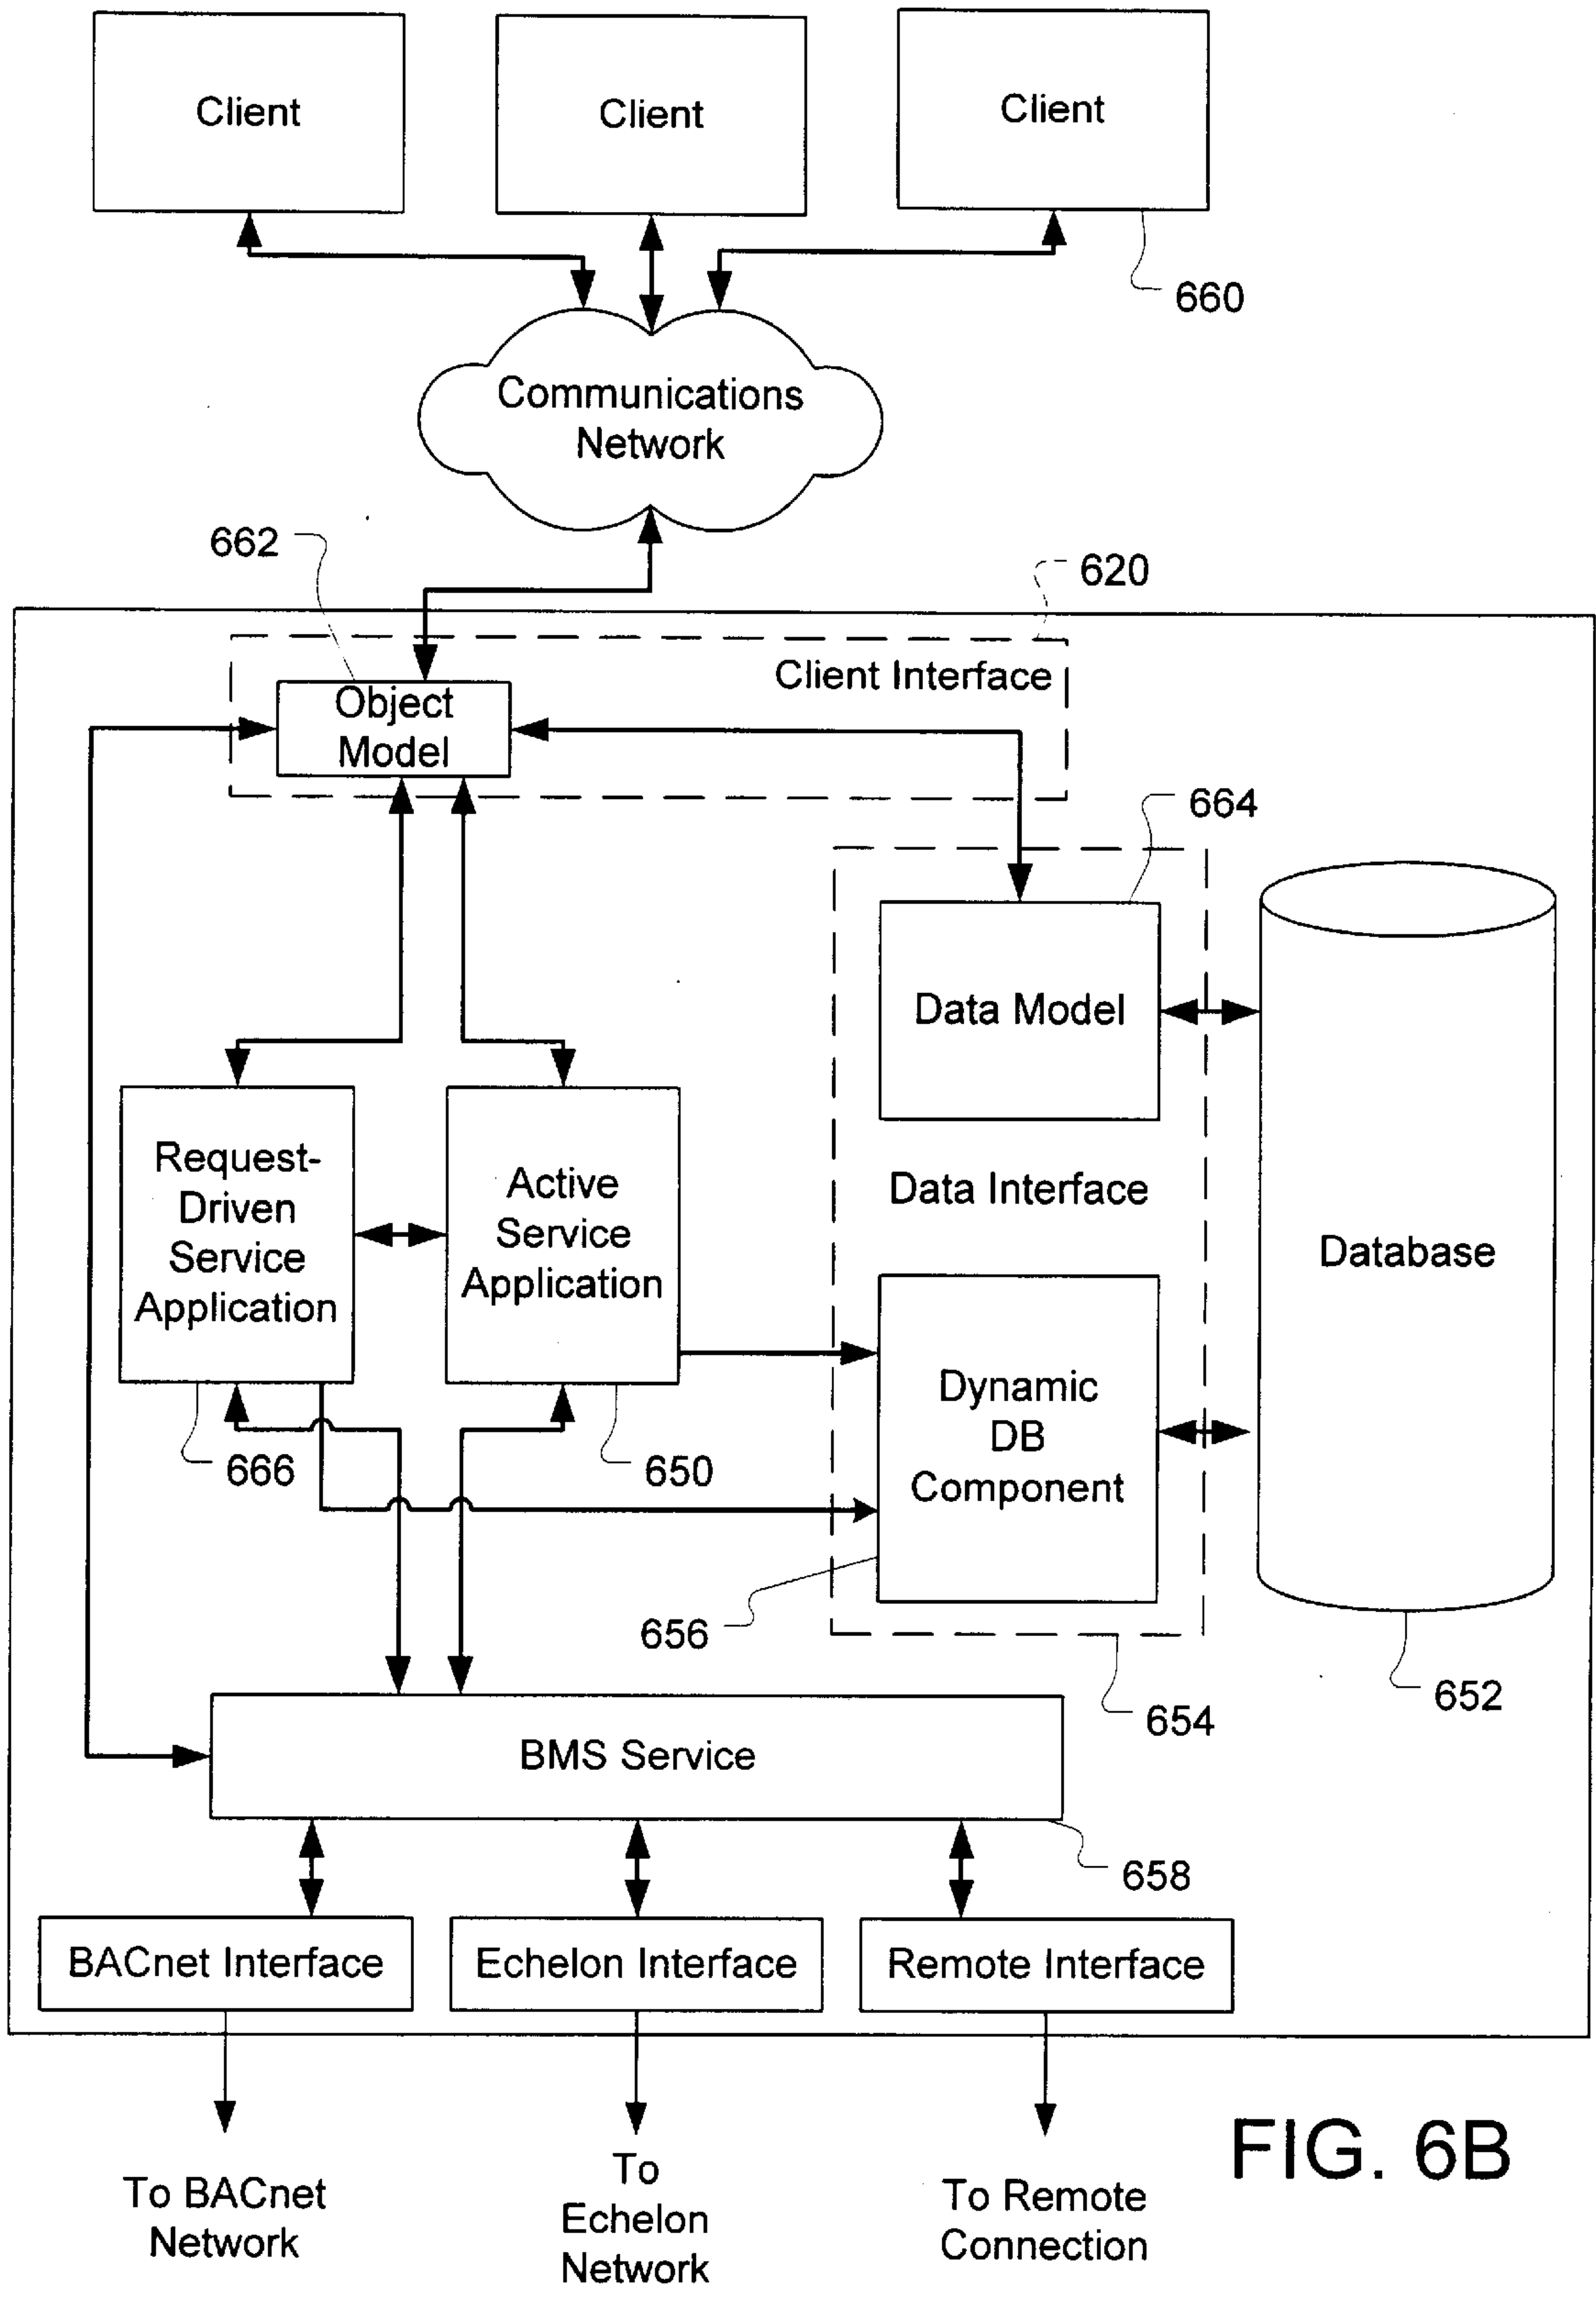 Client
Client
Client
660
Communications
Network
662
620
Client Interface
Object
Model
664
Data Model
Request-
Driven
Service
Application
Active
Service
Application
Data Interface
Database
Dynamic
DB
Component
666
650
656
652
654
BMS Service
658
BACnet Interface
Echelon Interface
Remote Interface
To BACnet
Network
To
Echelon
Network
To Remote
Connection
FIG. 6B